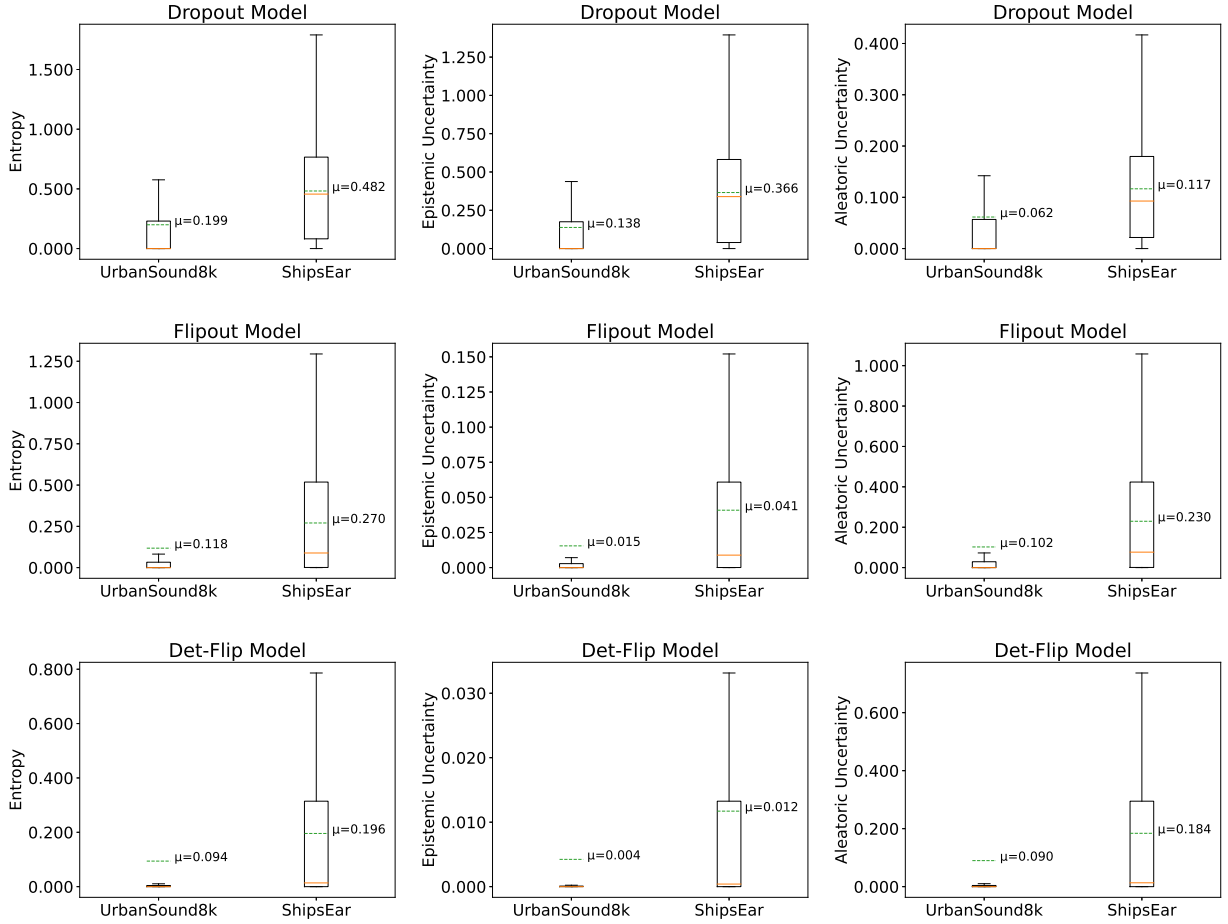 Dropout Model
Entropy
1.500
1.000
0.500
0.000
μ=0.199
μ=0.482
UrbanSound8k
ShipsEar
Dropout Model
Epistemic Uncertainty
1.250
1.000
0.750
0.500
0.250
0.000
μ=0.138
μ=0.366
UrbanSound8k
ShipsEar
Dropout Model
Aleatoric Uncertainty
0.400
0.300
0.200
0.100
0.000
μ=0.062
μ=0.117
UrbanSound8k
ShipsEar
Flipout Model
Entropy
1.250
1.000
0.750
0.500
0.250
0.000
μ=0.118
μ=0.270
UrbanSound8k
ShipsEar
Flipout Model
Epistemic Uncertainty
0.150
0.125
0.100
0.075
0.050
0.025
0.000
μ=0.015
μ=0.041
UrbanSound8k
ShipsEar
Flipout Model
Aleatoric Uncertainty
1.000
0.800
0.600
0.400
0.200
0.000
μ=0.102
μ=0.230
UrbanSound8k
ShipsEar
Det-Flip Model
Entropy
0.800
0.600
0.400
0.200
0.000
μ=0.094
μ=0.196
UrbanSound8k
ShipsEar
Det-Flip Model
Epistemic Uncertainty
0.030
0.020
0.010
0.000
μ=0.004
μ=0.012
UrbanSound8k
ShipsEar
Det-Flip Model
Aleatoric Uncertainty
0.600
0.400
0.200
0.000
μ=0.090
μ=0.184
UrbanSound8k
ShipsEar